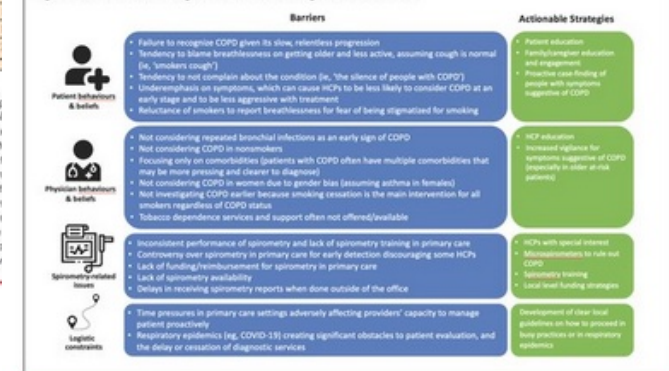 Barriers
Actionable Strategies
Patient behaviours
& beliefs
• Failure to recognize COPD given its slow, relentless progression
• Tendency to blame breathlessness on getting older and less active, assuming cough is normal
(ie, 'smokers cough')
• Tendency to not complain about the condition (ie, 'the silence of people with COPD')
• Underemphasis on symptoms, which can cause HCPs to be less likely to consider COPD at an
early stage and to be less aggressive with treatment
• Reluctance of smokers to report breathlessness for fear of being stigmatized for smoking
• Patient education
• Family/caregiver education
and engagement
• Proactive case-finding of
people with symptoms
suggestive of COPD
Physician behaviours
& beliefs
• Not considering repeated bronchial infections as an early sign of COPD
• Not considering COPD in nonsmokers
• Focusing only on comorbidities (patients with COPD often have multiple comorbidities that
may be more pressing and clearer to diagnose)
• Not considering COPD in women due to gender bias (assuming asthma in females)
• Not investigating COPD earlier because smoking cessation is the main intervention for all
smokers regardless of COPD status
• Tobacco dependence services and support often not offered/available
• HCP education
• Increased vigilance for
symptoms suggestive of COPD
(especially in older at-risk
patients)
Spirometry-related
issues
• Inconsistent performance of spirometry and lack of spirometry training in primary care
• Controversy over spirometry in primary care for early detection discouraging some HCPs
• Lack of funding/reimbursement for spirometry in primary care
• Lack of spirometry availability
• Delays in receiving spirometry reports when done outside of the office
• HCPs with special interest
• Microspirometers to rule out
COPD
• Spirometry training
• Local level funding strategies
Logistic
constraints
• Time pressures in primary care settings adversely affecting providers' capacity to manage
patient proactively
• Respiratory epidemics (eg, COVID-19) creating significant obstacles to patient evaluation, and
the delay or cessation of diagnostic services
Development of clear local
guidelines on how to proceed in
busy practices or in respiratory
epidemics